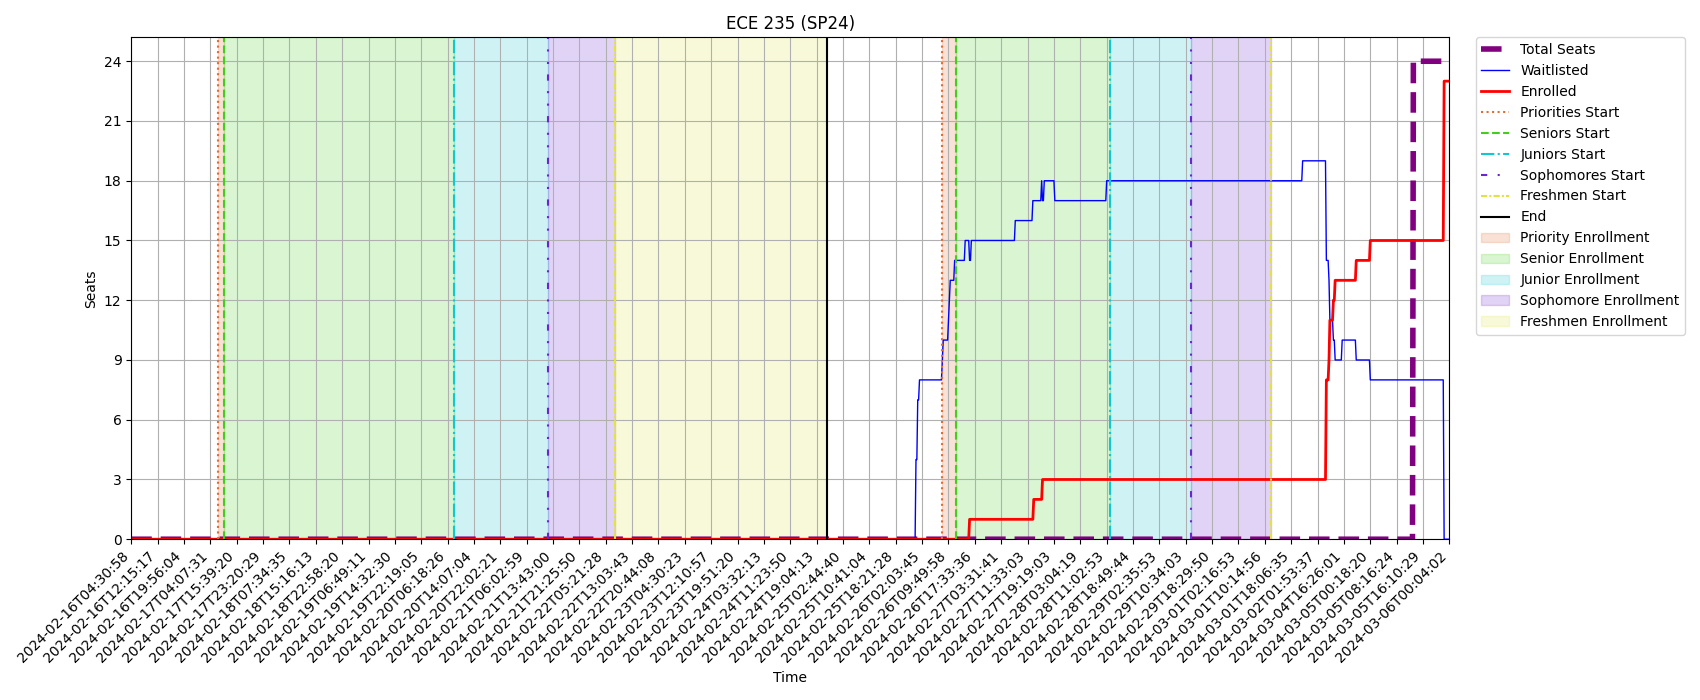 ECE 235 (SP24)
Seats
24
21
18
15
12
9
6
3
0
2024-02-16T04:30:58
2024-02-16T12:15:17
2024-02-16T19:56:04
2024-02-17T04:07:31
2024-02-17T15:39:20
2024-02-17T23:20:29
2024-02-18T07:34:35
2024-02-18T15:16:13
2024-02-18T22:58:20
2024-02-19T06:49:11
2024-02-19T14:32:30
2024-02-19T22:19:05
2024-02-20T06:18:26
2024-02-20T14:07:04
2024-02-20T22:02:21
2024-02-21T06:02:59
2024-02-21T13:43:00
2024-02-21T21:25:50
2024-02-22T05:21:28
2024-02-22T13:03:43
2024-02-22T20:44:08
2024-02-23T04:30:23
2024-02-23T12:10:57
2024-02-23T19:51:20
2024-02-24T03:32:13
2024-02-24T11:23:50
2024-02-24T19:04:13
2024-02-25T02:44:40
2024-02-25T10:41:04
2024-02-25T18:21:28
2024-02-26T02:03:45
2024-02-26T09:49:58
2024-02-26T17:33:36
2024-02-27T03:31:41
2024-02-27T11:33:03
2024-02-27T19:19:03
2024-02-28T03:04:19
2024-02-28T11:02:53
2024-02-28T18:49:44
2024-02-29T02:35:53
2024-02-29T10:34:03
2024-02-29T18:29:50
2024-03-01T02:16:53
2024-03-01T10:14:56
2024-03-01T18:06:35
2024-03-02T01:53:37
2024-03-04T16:26:01
2024-03-05T00:18:20
2024-03-05T08:16:24
2024-03-05T16:10:29
2024-03-06T00:04:02
Time
Total Seats
Waitlisted
Enrolled
Priorities Start
Seniors Start
Juniors Start
Sophomores Start
Freshmen Start
End
Priority Enrollment
Senior Enrollment
Junior Enrollment
Sophomore Enrollment
Freshmen Enrollment